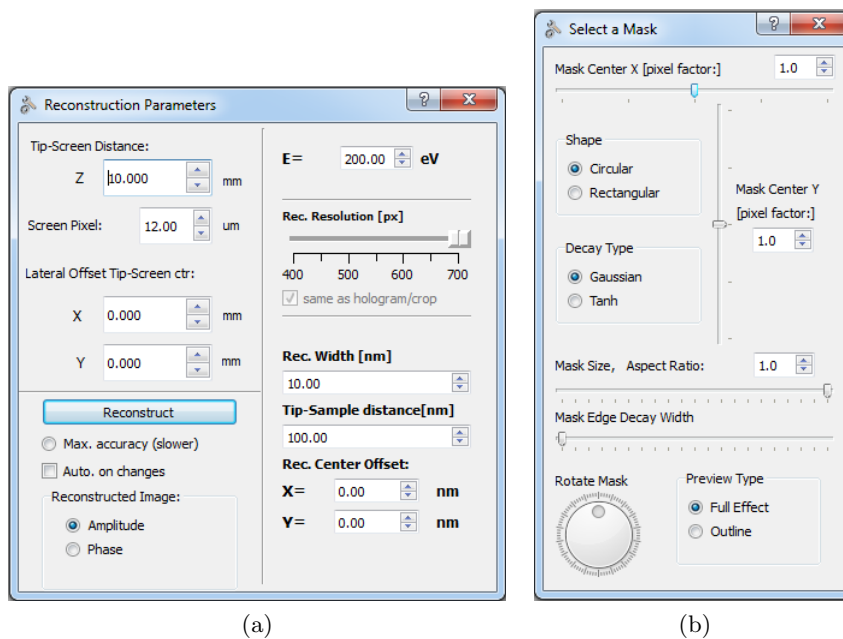 Reconstruction Parameters
?
x
Tip-Screen Distance:
Z 10.000 mm
Screen Pixel: 12.00 um
Lateral Offset Tip-Screen ctr:
X 0.000 mm
Y 0.000 mm
Reconstruct
Max. accuracy (slower)
Auto. on changes
Reconstructed Image:
Amplitude
Phase
E= 200.00 eV
Rec. Resolution [px]
400 500 600 700
same as hologram/crop
Rec. Width [nm]
10.00
Tip-Sample distance[nm]
100.00
Rec. Center Offset:
X= 0.00 nm
Y= 0.00 nm
(a)
Select a Mask
?
x
Mask Center X [pixel factor:] 1.0
Shape
Circular
Rectangular
Mask Center Y
[pixel factor:]
1.0
Decay Type
Gaussian
Tanh
Mask Size, Aspect Ratio: 1.0
Mask Edge Decay Width
Rotate Mask
Preview Type
Full Effect
Outline
(b)